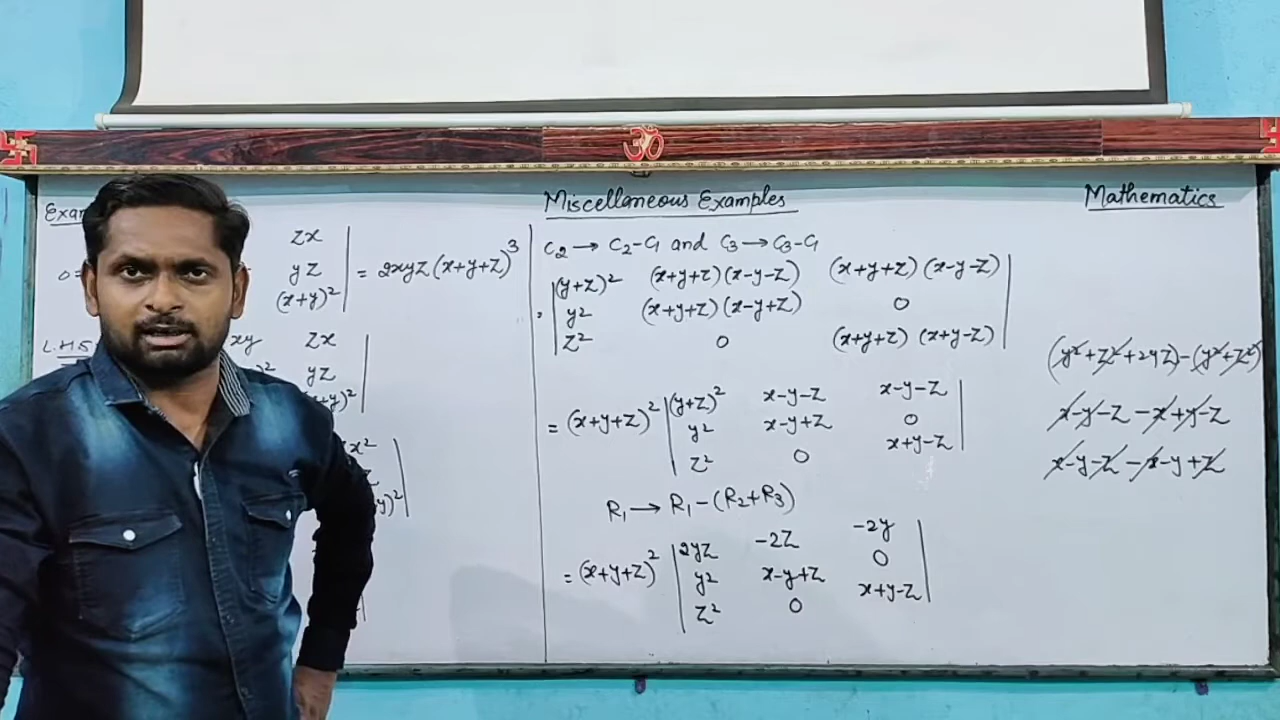 Miscellaneous Examples
Mathematics
zx
yz = 2xyz(x+y+z)³
(x+y)²
L.H.S xy zx
yz
C₂ → C₂-C₁ and C₃ → C₃-C₁
(y+z)² (x+y+z)(x-y-z) (x+y+z)(x-y-z)
y² (x+y+z)(x-y+z) 0
z² 0 (x+y+z)(x+y-z)
= (x+y+z)² | (y+z)² x-y-z x-y-z |
y² x-y+z 0
z² 0 x+y-z
R₁ → R₁-(R₂+R₃)
= (x+y+z)² | 2yz -2z -2y |
y² x-y+z 0
z² 0 x+y-z
(y²+z²+2yz)-(y²+z²)
x-y-z-x+y-z
x-y-z-x-y+z
ॐ